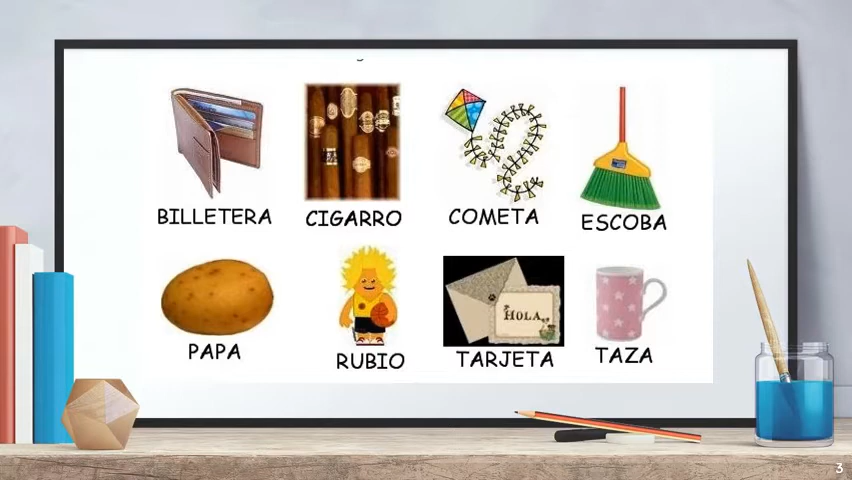 BILLETERA CIGARRO COMETA ESCOBA
HOLA
PAPA RUBIO TARJETA TAZA
3